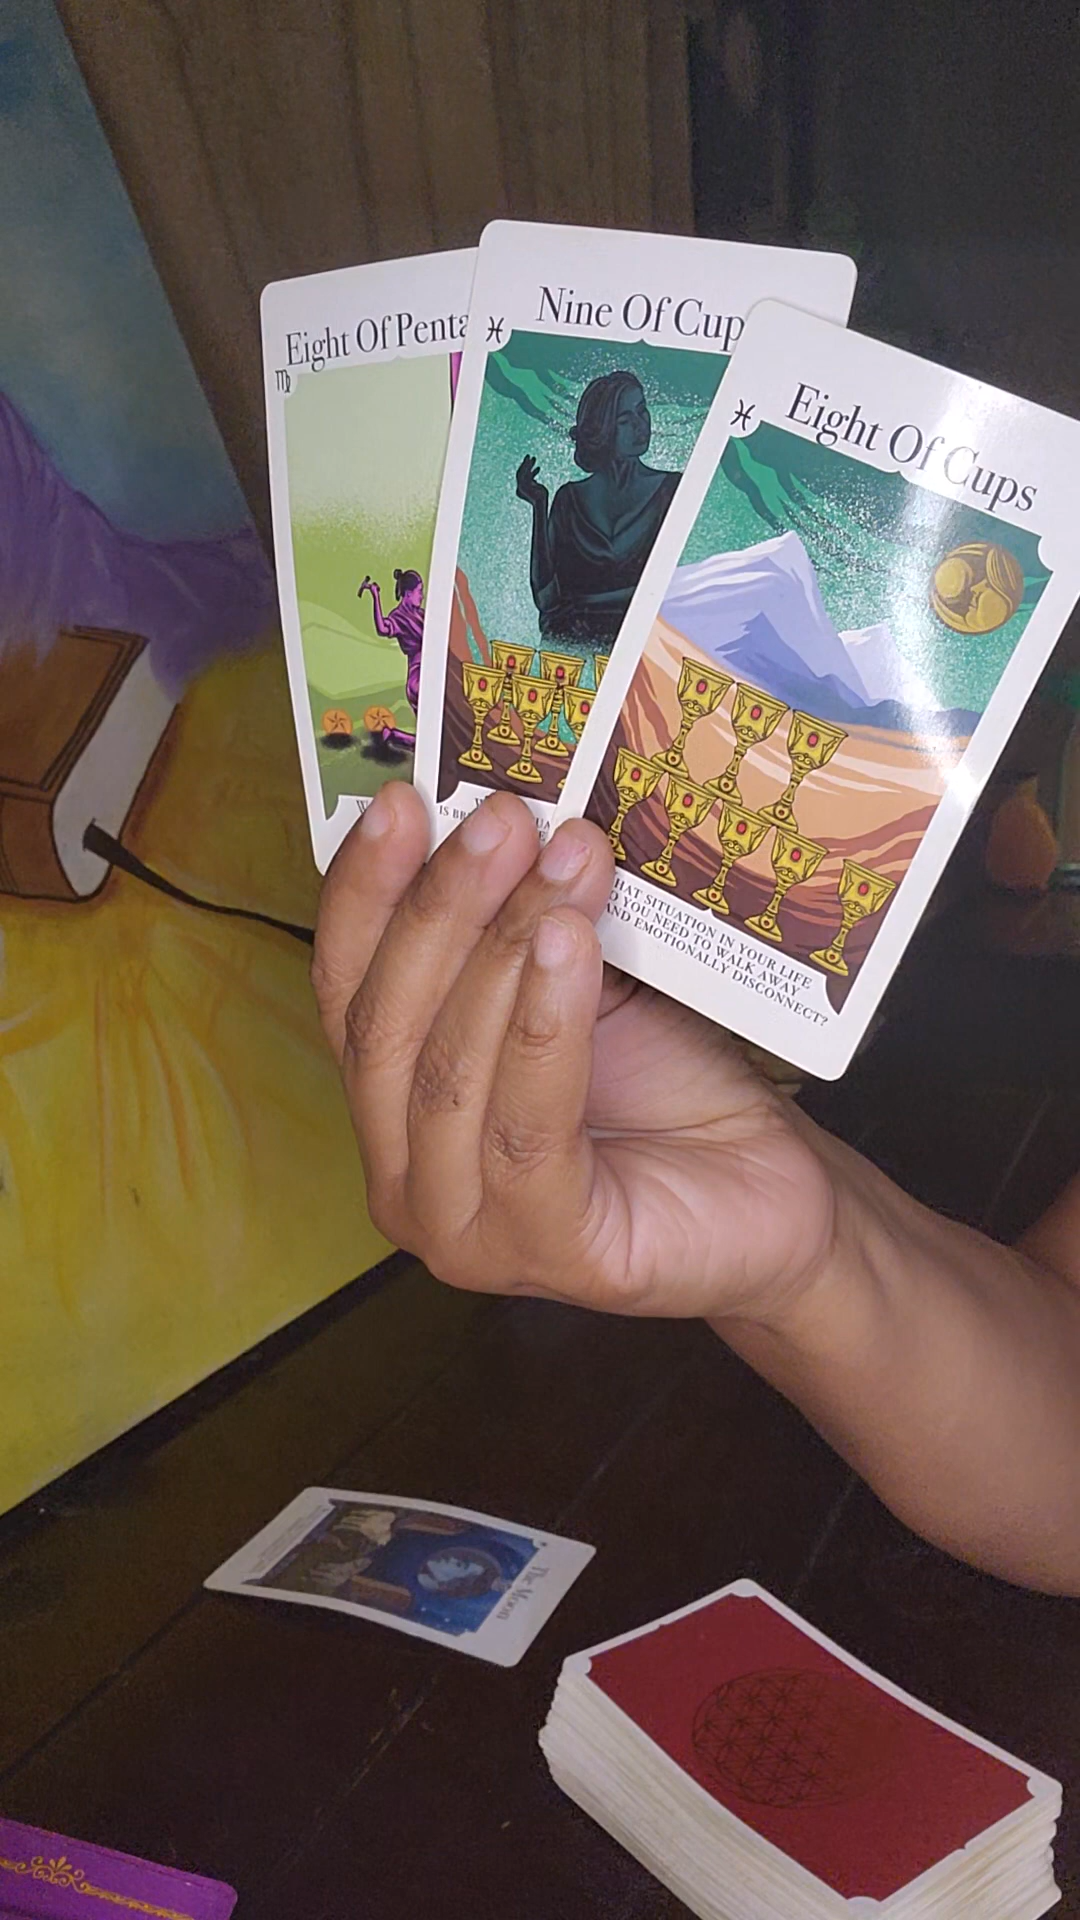 Eight Of Penta
Nine Of Cup
Eight Of Cups
HAT SITUATION IN YOUR LIFE
O YOU NEED TO WALK AWAY
AND EMOTIONALLY DISCONNECT?
The Moon